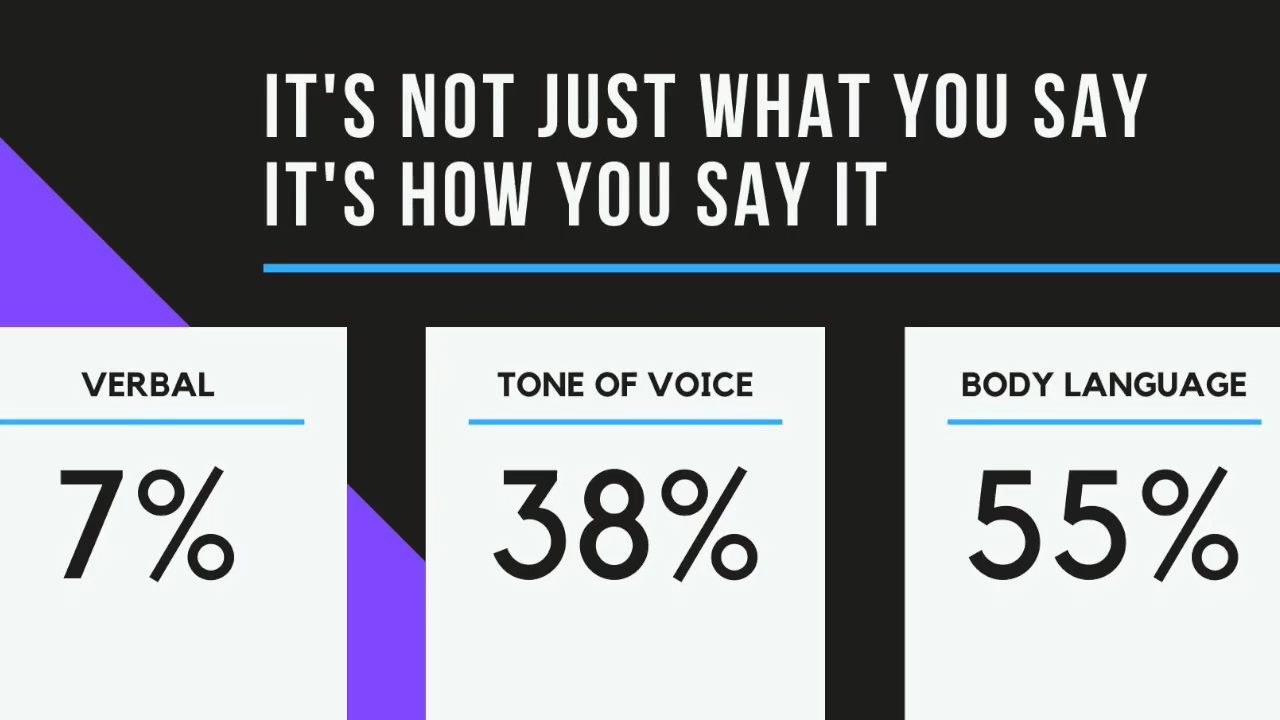 IT'S NOT JUST WHAT YOU SAY
IT'S HOW YOU SAY IT
VERBAL
7%
TONE OF VOICE
38%
BODY LANGUAGE
55%